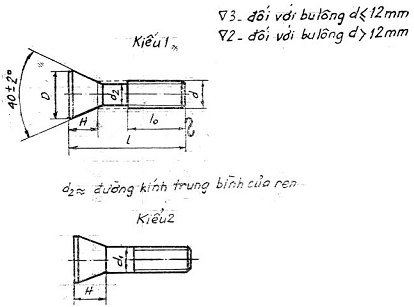 ∇3- đối với bulông d ≤ 12mm
∇2- đối với bulông d > 12mm
Kiểu 1
40 ± 2°
D
d₂
d
H
l₀
l
d₂ ≈ đường kính trung bình của ren
Kiểu 2
d₁
H